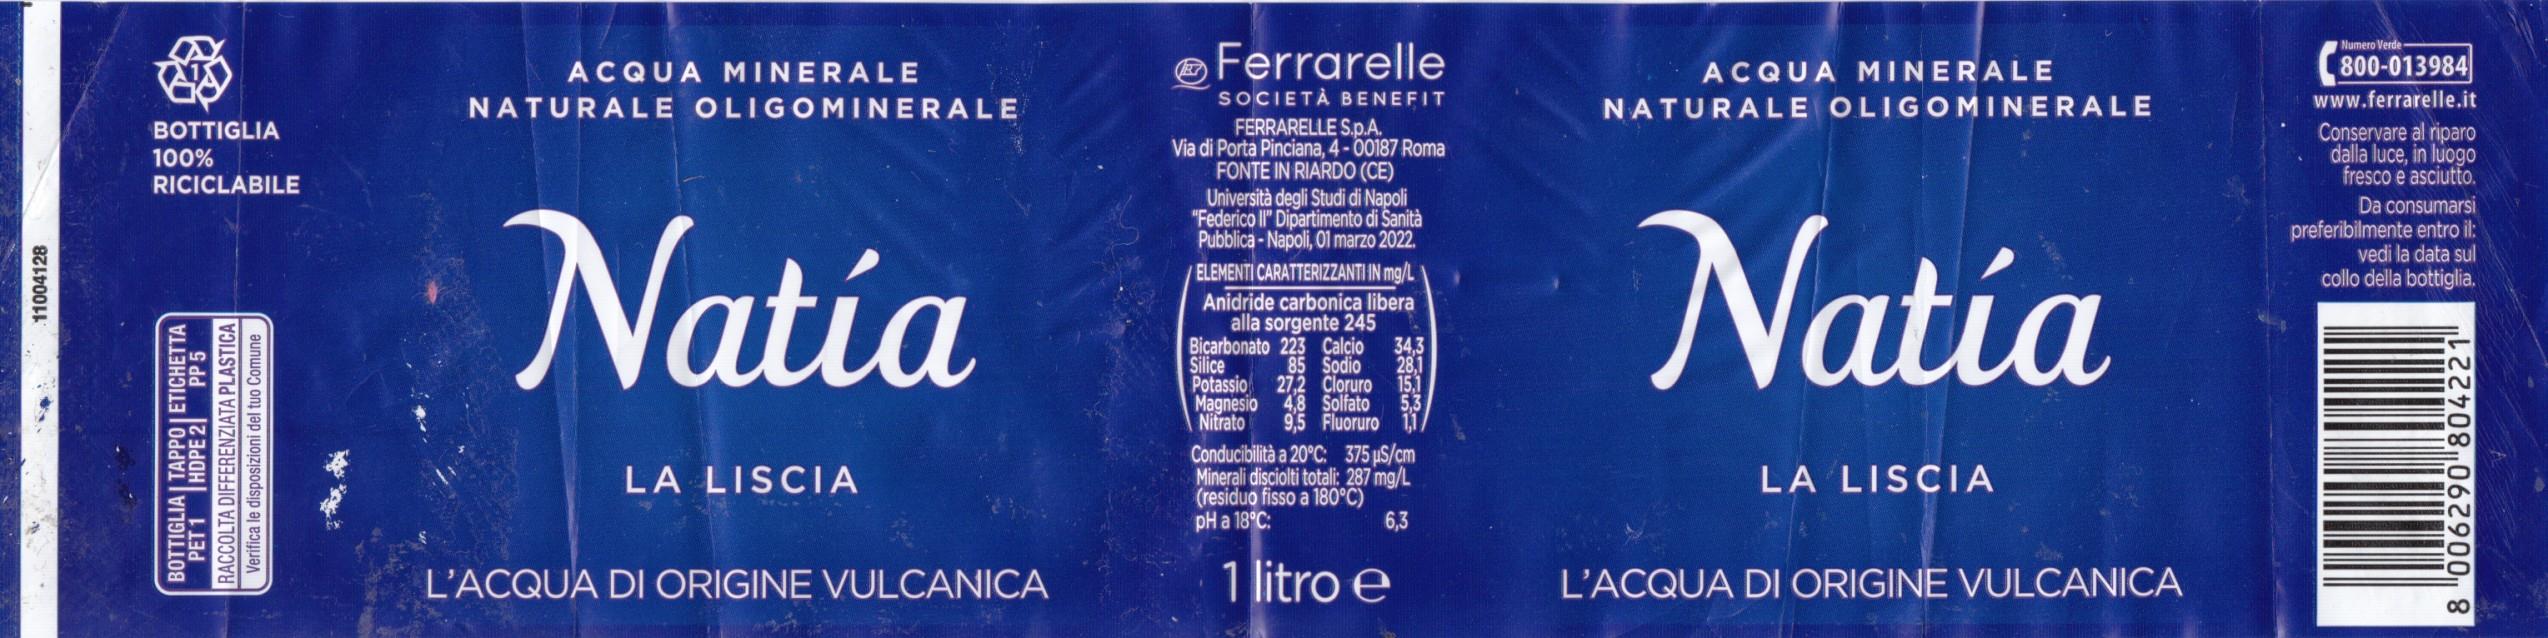 11004128
1
BOTTIGLIA
100%
RICICLABILE
BOTTIGLIA | TAPPO | ETICHETTA
PET 1 | HDPE 2 | PP 5
RACCOLTA DIFFERENZIATA PLASTICA
Verifica le disposizioni del tuo Comune
ACQUA MINERALE
NATURALE OLIGOMINERALE
Natía
LA LISCIA
L'ACQUA DI ORIGINE VULCANICA
Ferrarelle
SOCIETÀ BENEFIT
FERRARELLE S.p.A.
Via di Porta Pinciana, 4 - 00187 Roma
FONTE IN RIARDO (CE)
Università degli Studi di Napoli
"Federico II" Dipartimento di Sanità
Pubblica - Napoli, 01 marzo 2022.
ELEMENTI CARATTERIZZANTI IN mg/L
Anidride carbonica libera
alla sorgente 245
Bicarbonato 223 Calcio 34,3
Silice 85 Sodio 28,1
Potassio 27,2 Cloruro 15,1
Magnesio 4,8 Solfato 5,3
Nitrato 9,5 Fluoruro 1,1
Conducibilità a 20°C: 375 µS/cm
Minerali disciolti totali: 287 mg/L
(residuo fisso a 180°C)
pH a 18°C: 6,3
1 litro e
ACQUA MINERALE
NATURALE OLIGOMINERALE
Natía
LA LISCIA
L'ACQUA DI ORIGINE VULCANICA
Numero Verde
800-013984
www.ferrarelle.it
Conservare al riparo
dalla luce, in luogo
fresco e asciutto.
Da consumarsi
preferibilmente entro il:
vedi la data sul
collo della bottiglia.
8 006290 804221